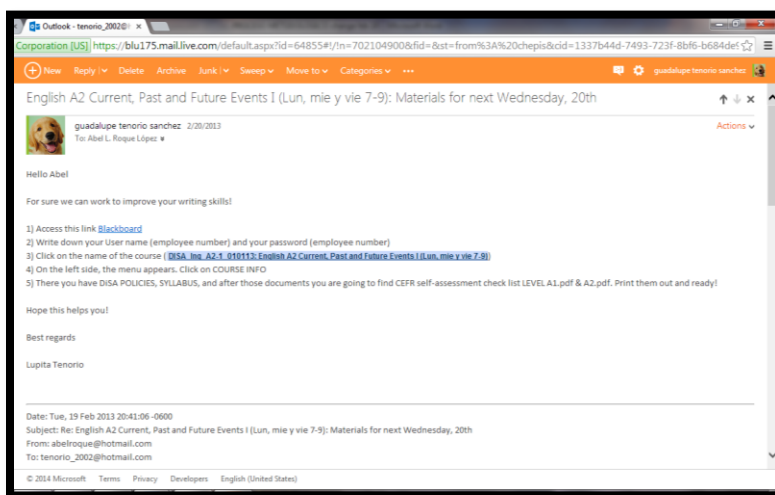 Outlook - tenorio_2002@
Corporation [US] https://blu175.mail.live.com/default.aspx?id=64855#!/!n=702104900&fid=&st=from%3A%20chepis&cid=1337b44d-7493-723f-8bf6-b684de
New Reply Delete Archive Junk Sweep Move to Categories ... guadalupe tenorio sanchez
English A2 Current, Past and Future Events I (Lun, mie y vie 7-9): Materials for next Wednesday, 20th
guadalupe tenorio sanchez 2/20/2013 Actions
To: Abel L. Roque López
Hello Abel
For sure we can work to improve your writing skills!
1) Access this link Blackboard
2) Write down your User name (employee number) and your password (employee number)
3) Click on the name of the course ( DISA_Ing_A2-1_010113: English A2 Current, Past and Future Events I (Lun, mie y vie 7-9))
4) On the left side, the menu appears. Click on COURSE INFO
5) There you have DISA POLICIES, SYLLABUS, and after those documents you are going to find CEFR self-assessment check list LEVEL A1.pdf & A2.pdf. Print them out and ready!
Hope this helps you!
Best regards
Lupita Tenorio
Date: Tue, 19 Feb 2013 20:41:06 -0600
Subject: Re: English A2 Current, Past and Future Events I (Lun, mie y vie 7-9): Materials for next Wednesday, 20th
From: abelroque@hotmail.com
To: tenorio_2002@hotmail.com
© 2014 Microsoft Terms Privacy Developers English (United States)